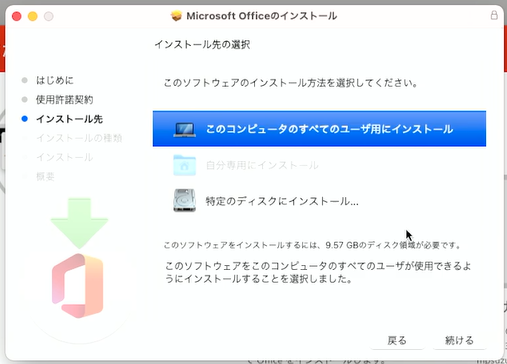 Microsoft Officeのインストール
インストール先の選択
はじめに
使用許諾契約
インストール先
インストールの種類
インストール
概要
このソフトウェアのインストール方法を選択してください。
このコンピュータのすべてのユーザ用にインストール
自分専用にインストール
特定のディスクにインストール...
このソフトウェアをインストールするには、9.57 GBのディスク領域が必要です。
このソフトウェアをこのコンピュータのすべてのユーザが使用できるよ
うにインストールすることを選択しました。
戻る
続ける